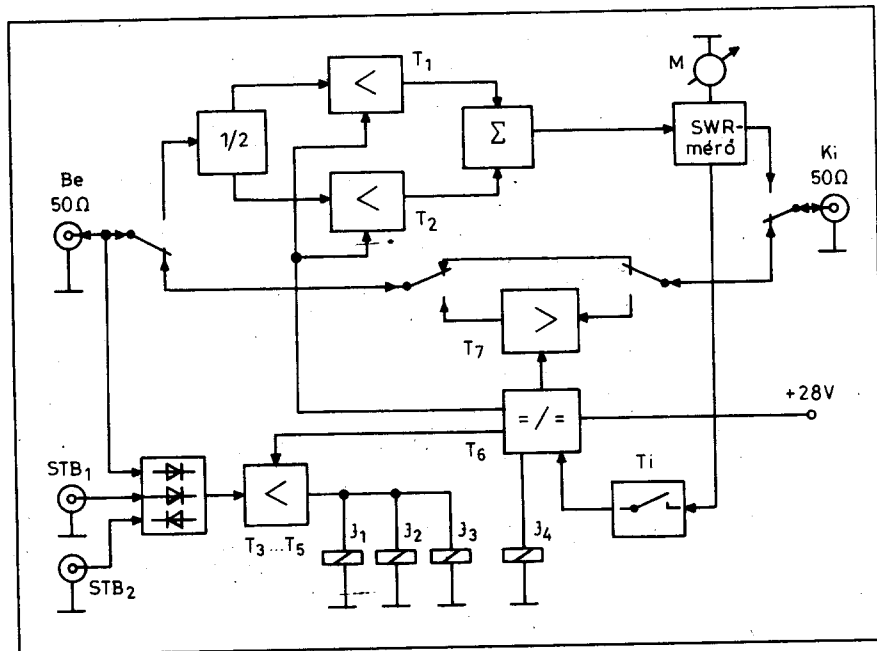 T1
M
1/2
<
Σ
SWR-
mérő
Be
50Ω
<
T2
Ki
50Ω
>
T7
+28V
= / =
T6
STB1
<
Ti
T3...T5
J1
J2
J3
J4
STB2